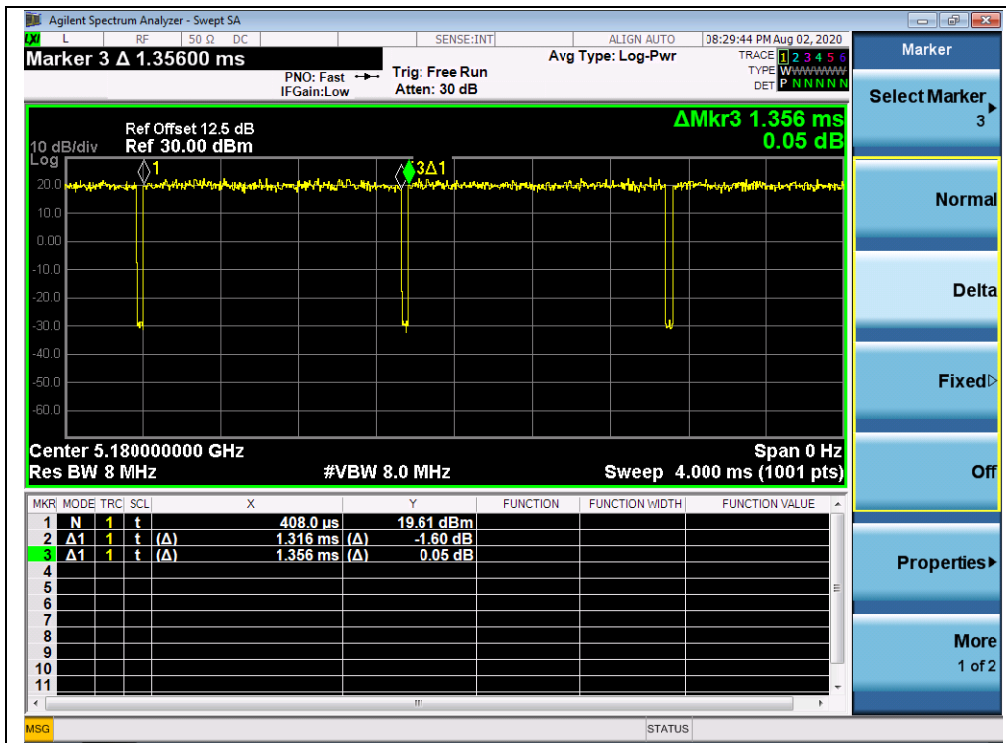 Agilent Spectrum Analyzer - Swept SA
LXI L RF 50 Ω DC SENSE:INT ALIGN AUTO 08:29:44 PM Aug 02, 2020
Marker 3 Δ 1.35600 ms
PNO: Fast
IFGain:Low
Trig: Free Run
Atten: 30 dB
Avg Type: Log-Pwr
TRACE 1 2 3 4 5 6
TYPE WWWWWWW
DET P N N N N N
ΔMkr3 1.356 ms
0.05 dB
Ref Offset 12.5 dB
10 dB/div Ref 30.00 dBm
Log
1
3Δ1
20.0
10.0
0.00
-10.0
-20.0
-30.0
-40.0
-50.0
-60.0
Center 5.180000000 GHz Span 0 Hz
Res BW 8 MHz #VBW 8.0 MHz Sweep 4.000 ms (1001 pts)
MKR MODE TRC SCL X Y FUNCTION FUNCTION WIDTH FUNCTION VALUE
1 N 1 t 408.0 µs 19.61 dBm
2 Δ1 1 t (Δ) 1.316 ms (Δ) -1.60 dB
3 Δ1 1 t (Δ) 1.356 ms (Δ) 0.05 dB
4
5
6
7
8
9
10
11
MSG STATUS
Marker
Select Marker
3
Normal
Delta
Fixed
Off
Properties
More
1 of 2